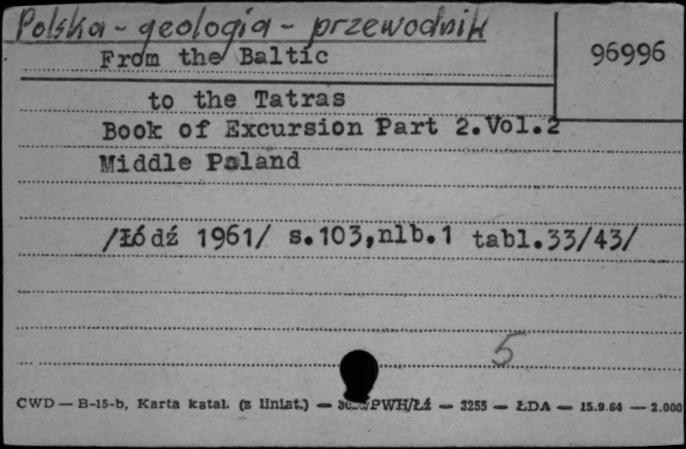 Polska - geologia - przewodnik
From the Baltic
96996
to the Tatras
Book of Excursion Part 2.Vol.2
Middle Poland
/Łódź 1961/ s.103,nlb.1 tabl.33/43/
5
CWD — B-15-b, Karta katal. (z liniat.) — /PWH/Łź — 3255 — ŁDA — 15.9.64 — 2.000